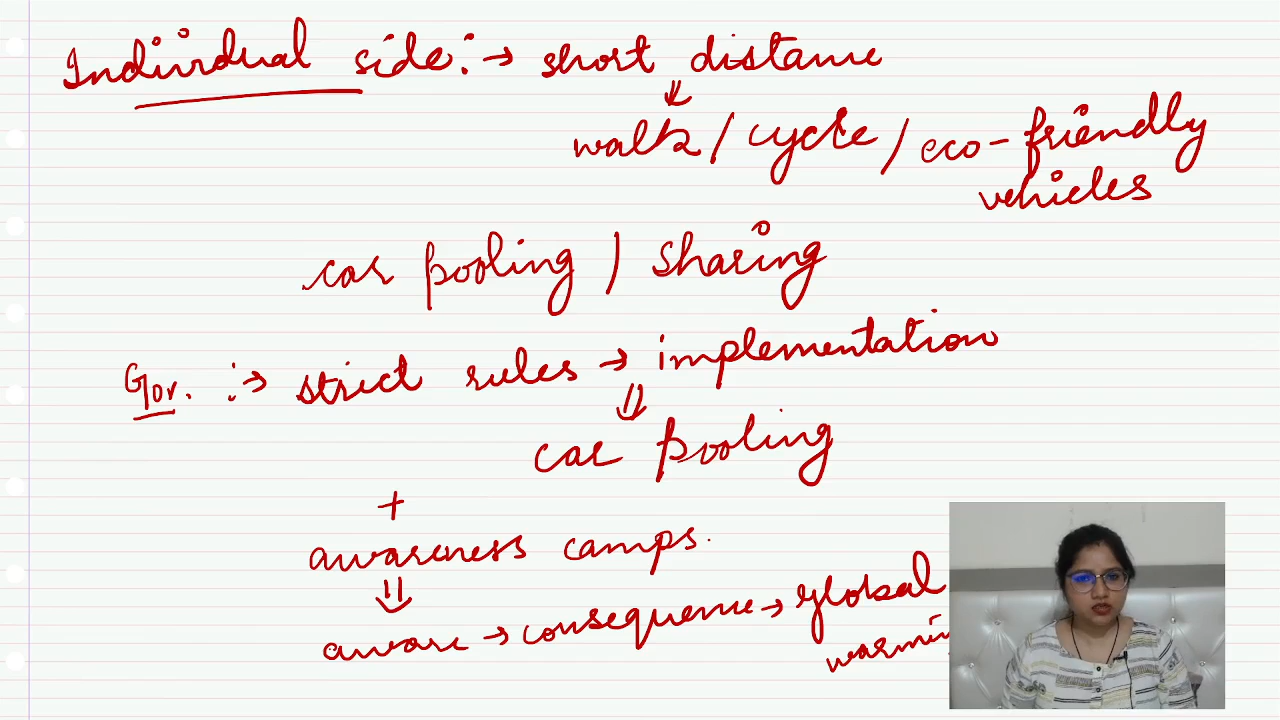 Individual side :→ short distance
↓
walk / cycle / eco-friendly
vehicles
car pooling / sharing
Gov. :→ strict rules → implementation
⇓
car pooling
+
awareness camps.
⇓
aware → consequence → global
warmin